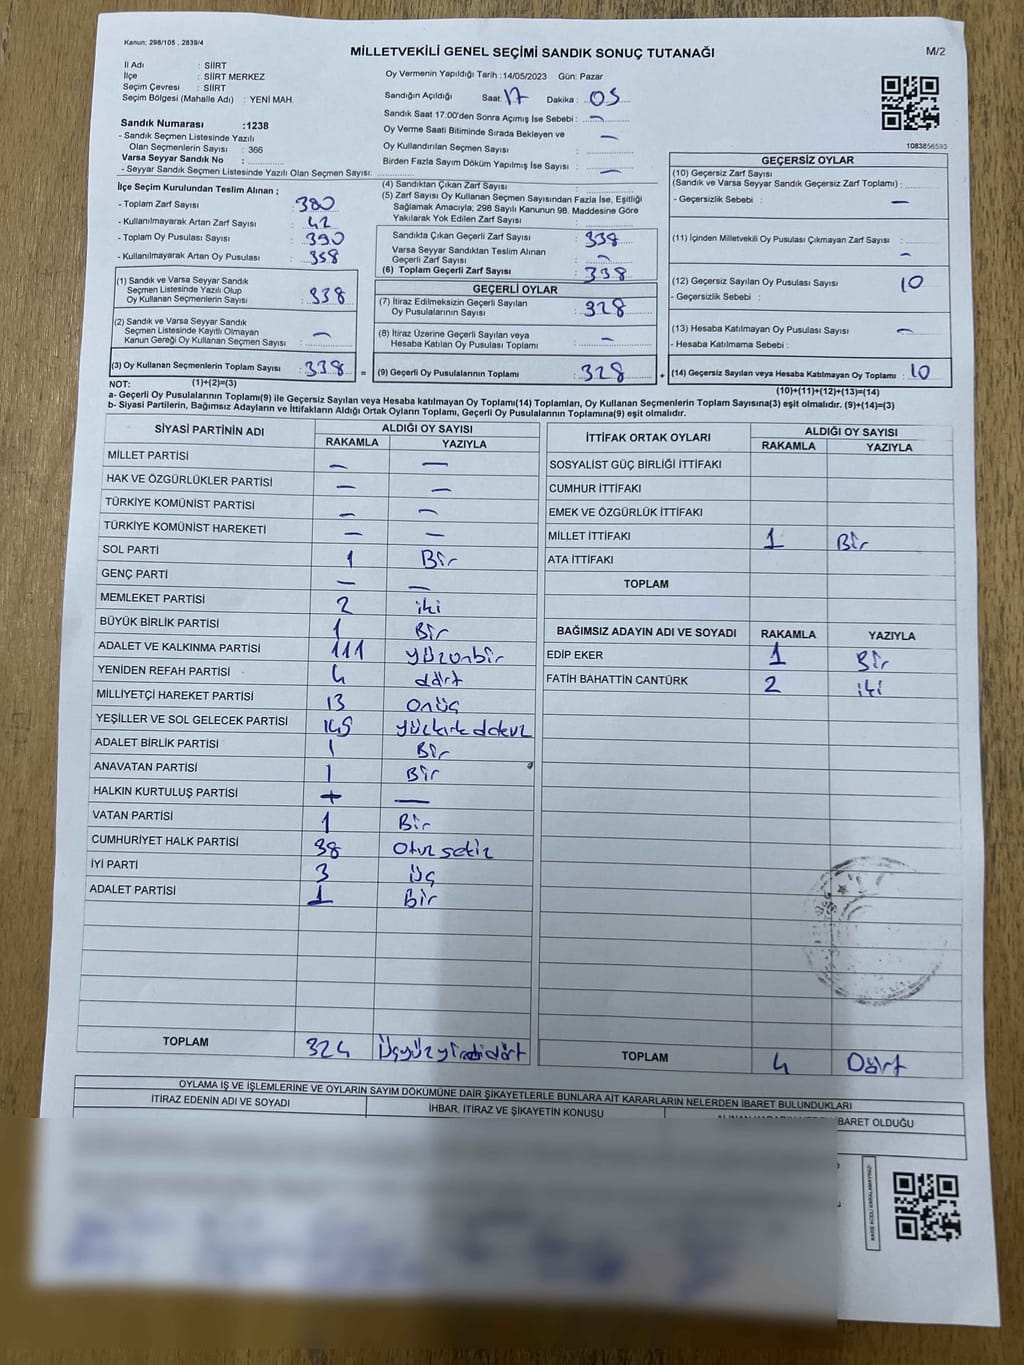 Kanun: 298/105 , 2839/4
MİLLETVEKİLİ GENEL SEÇİMİ SANDIK SONUÇ TUTANAĞI
M/2
İl Adı : SİİRT
İlçe : SİİRT MERKEZ
Seçim Çevresi : SİİRT
Seçim Bölgesi (Mahalle Adı) : YENİ MAH.
Oy Vermenin Yapıldığı Tarih :14/05/2023 Gün: Pazar
Sandığın Açıldığı Saat: 17 Dakika : 05
Sandık Saat 17.00'den Sonra Açımış İse Sebebi : —
Oy Verme Saati Bitiminde Sırada Bekleyen ve
Oy Kullandırılan Seçmen Sayısı : —
Birden Fazla Sayım Döküm Yapılmış İse Sayısı : —
1083856593
Sandık Numarası :1238
- Sandık Seçmen Listesinde Yazılı
Olan Seçmenlerin Sayısı : 366
Varsa Seyyar Sandık No :
- Seyyar Sandık Seçmen Listesinde Yazılı Olan Seçmen Sayısı:
İlçe Seçim Kurulundan Teslim Alınan ;
- Toplam Zarf Sayısı : 380
- Kullanılmayarak Artan Zarf Sayısı : 42
- Toplam Oy Pusulası Sayısı : 390
- Kullanılmayarak Artan Oy Pusulası : 358
(1) Sandık ve Varsa Seyyar Sandık
Seçmen Listesinde Yazılı Olup
Oy Kullanan Seçmenlerin Sayısı : 338
(2) Sandık ve Varsa Seyyar Sandık
Seçmen Listesinde Kayıtlı Olmayan
Kanun Gereği Oy Kullanan Seçmen Sayısı : —
(3) Oy Kullanan Seçmenlerin Toplam Sayısı : 338
(1)+(2)=(3)
(4) Sandıktan Çıkan Zarf Sayısı :
(5) Zarf Sayısı Oy Kullanan Seçmen Sayısından Fazla İse, Eşitliği
Sağlamak Amacıyla; 298 Sayılı Kanunun 98. Maddesine Göre
Yakılarak Yok Edilen Zarf Sayısı :
Sandıkta Çıkan Geçerli Zarf Sayısı : 338
Varsa Seyyar Sandıktan Teslim Alınan
Geçerli Zarf Sayısı : —
(6) Toplam Geçerli Zarf Sayısı : 338
GEÇERLİ OYLAR
(7) İtiraz Edilmeksizin Geçerli Sayılan
Oy Pusulalarının Sayısı : 328
(8) İtiraz Üzerine Geçerli Sayılan veya
Hesaba Katılan Oy Pusulası Toplamı : —
= (9) Geçerli Oy Pusulalarının Toplamı : 328
GEÇERSİZ OYLAR
(10) Geçersiz Zarf Sayısı
(Sandık ve Varsa Seyyar Sandık Geçersiz Zarf Toplamı) :
- Geçersizlik Sebebi : —
(11) İçinden Milletvekili Oy Pusulası Çıkmayan Zarf Sayısı : —
(12) Geçersiz Sayılan Oy Pusulası Sayısı : 10
- Geçersizlik Sebebi :
(13) Hesaba Katılmayan Oy Pusulası Sayısı : —
- Hesaba Katılmama Sebebi :
+ (14) Geçersiz Sayılan veya Hesaba Katılmayan Oy Toplamı : 10
(10)+(11)+(12)+(13)=(14)
NOT:
a- Geçerli Oy Pusulalarının Toplamı(9) ile Geçersiz Sayılan veya Hesaba katılmayan Oy Toplamı(14) Toplamları, Oy Kullanan Seçmenlerin Toplam Sayısına(3) eşit olmalıdır. (9)+(14)=(3)
b- Siyasi Partilerin, Bağımsız Adayların ve İttifakların Aldığı Ortak Oyların Toplamı, Geçerli Oy Pusulalarının Toplamına(9) eşit olmalıdır.
SİYASİ PARTİNİN ADI ALDIĞI OY SAYISI
RAKAMLA YAZIYLA
MİLLET PARTİSİ — —
HAK VE ÖZGÜRLÜKLER PARTİSİ — —
TÜRKİYE KOMÜNİST PARTİSİ — —
TÜRKİYE KOMÜNİST HAREKETİ — —
SOL PARTİ 1 Bir
GENÇ PARTİ — —
MEMLEKET PARTİSİ 2 iki
BÜYÜK BİRLİK PARTİSİ 1 Bir
ADALET VE KALKINMA PARTİSİ 111 yüzonbir
YENİDEN REFAH PARTİSİ 4 dört
MİLLİYETÇİ HAREKET PARTİSİ 13 onüç
YEŞİLLER VE SOL GELECEK PARTİSİ
ADALET BİRLİK PARTİSİ 1 Bir
ANAVATAN PARTİSİ 1 Bir
HALKIN KURTULUŞ PARTİSİ — —
VATAN PARTİSİ 1 Bir
CUMHURİYET HALK PARTİSİ 38 otuzsekiz
İYİ PARTİ 3 üç
ADALET PARTİSİ 1 Bir
TOPLAM 324 Üçyüzyirmidört
İTTİFAK ORTAK OYLARI ALDIĞI OY SAYISI
RAKAMLA YAZIYLA
SOSYALİST GÜÇ BİRLİĞİ İTTİFAKI
CUMHUR İTTİFAKI
EMEK VE ÖZGÜRLÜK İTTİFAKI
MİLLET İTTİFAKI 1 Bir
ATA İTTİFAKI
TOPLAM
BAĞIMSIZ ADAYIN ADI VE SOYADI RAKAMLA YAZIYLA
EDİP EKER 1 Bir
FATİH BAHATTİN CANTÜRK 2 iki
TOPLAM 4 Dört
OYLAMA İŞ VE İŞLEMLERİNE VE OYLARIN SAYIM DÖKÜMÜNE DAİR ŞİKAYETLERLE BUNLARA AİT KARARLARIN NELERDEN İBARET BULUNDUKLARI
İTİRAZ EDENİN ADI VE SOYADI İHBAR, İTİRAZ VE ŞİKAYETİN KONUSU İBARET OLDUĞU